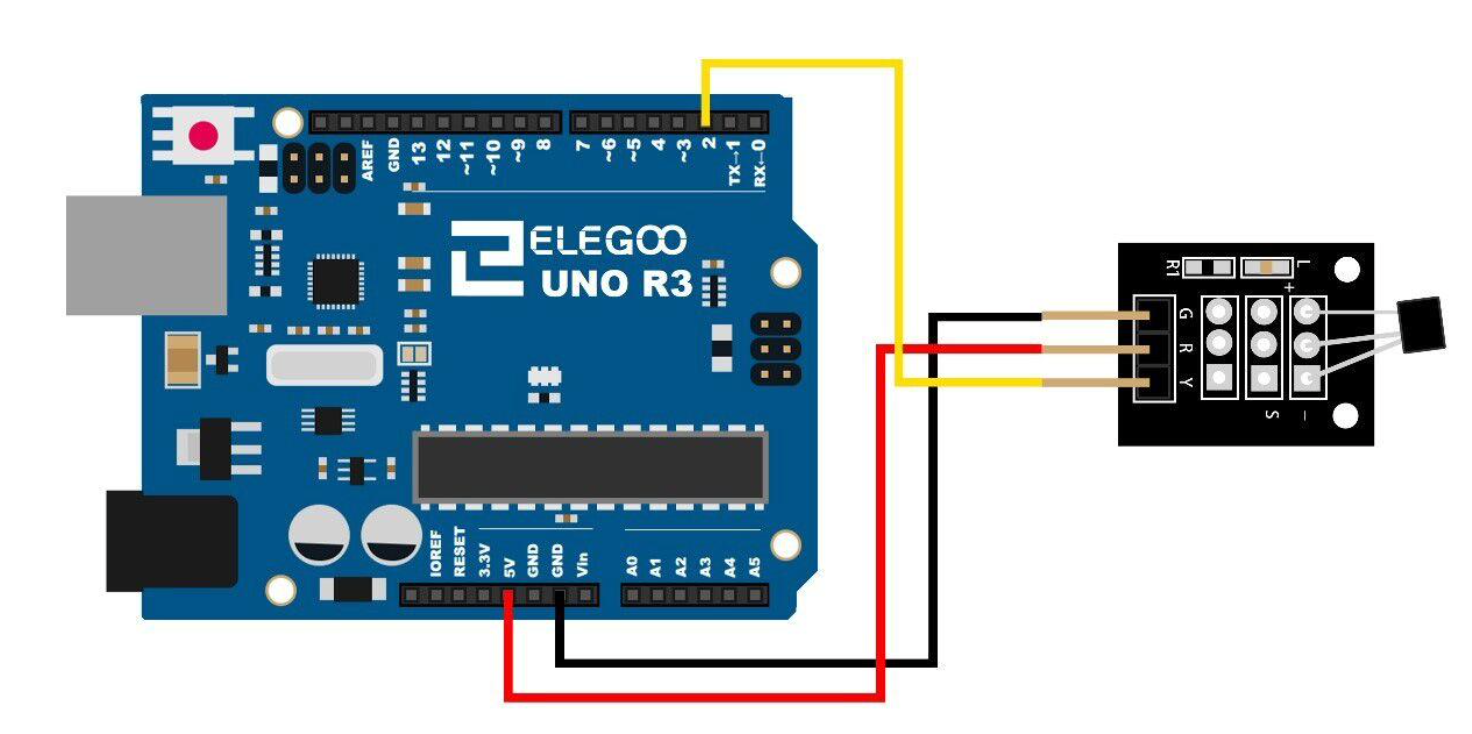 AREF
GND
13
12
~11
~10
~9
8
7
~6
~5
4
~3
2
TX→1
RX←0
ELEGOO
UNO R3
R1
L
+
G
R
Y
S
–
IOREF
RESET
3.3V
5V
GND
GND
Vin
A0
A1
A2
A3
A4
A5